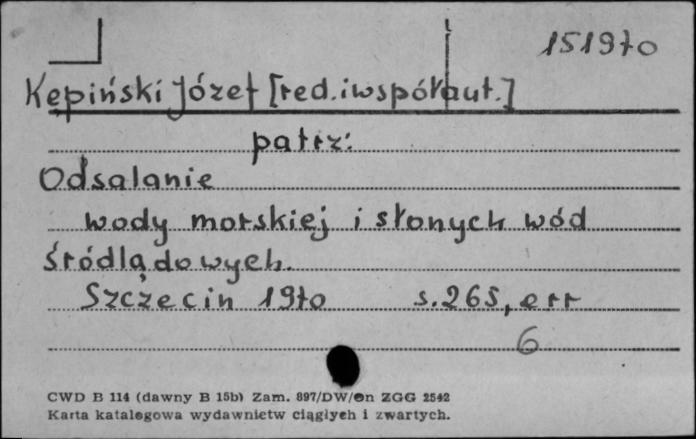 151970
Kępiński Józef [red.i współaut.]
patrz:
Odsalanie
wody morskiej i słonych wód
śródlądowych.
Szczecin 1970 s.265, err
6
CWD B 114 (dawny B 15b) Zam. 897/DW/en ZGG 2542
Karta katalogowa wydawnictw ciągłych i zwartych.